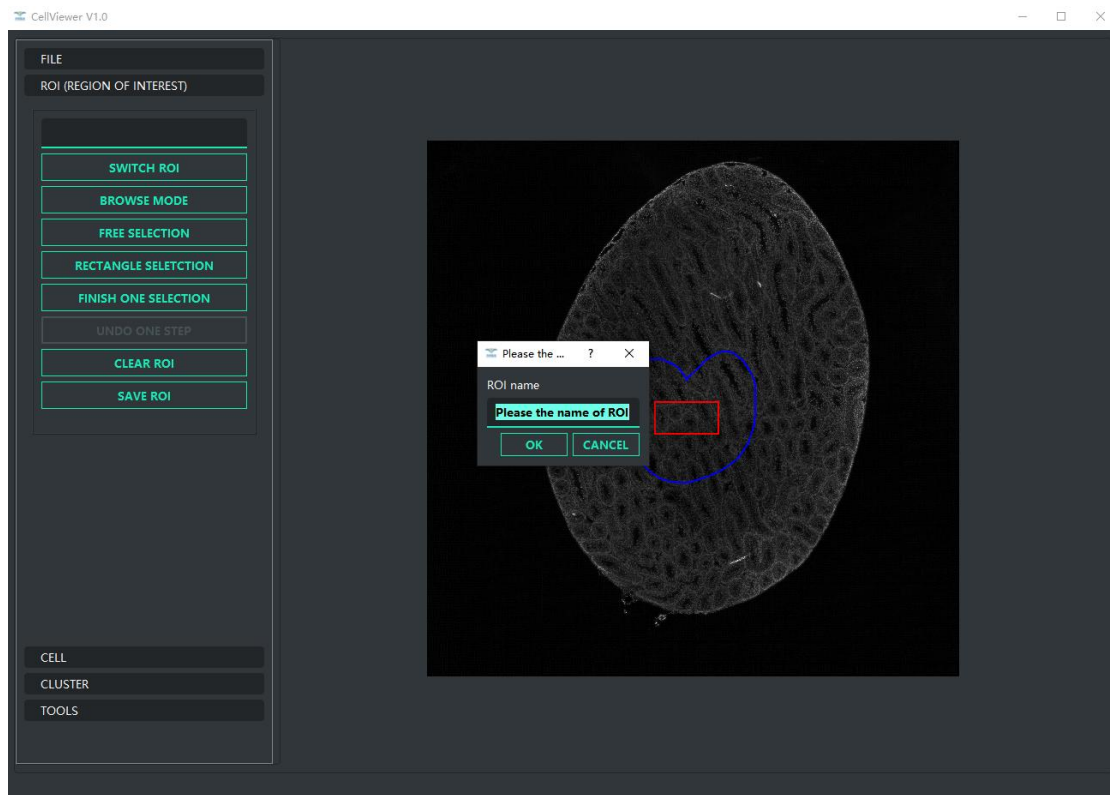 CellViewer V1.0
FILE
ROI (REGION OF INTEREST)
SWITCH ROI
BROWSE MODE
FREE SELECTION
RECTANGLE SELETCTION
FINISH ONE SELECTION
UNDO ONE STEP
CLEAR ROI
SAVE ROI
Please the ... ?
ROI name
Please the name of ROI
OK CANCEL
CELL
CLUSTER
TOOLS